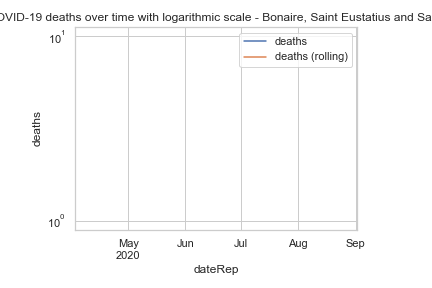 OVID-19 deaths over time with logarithmic scale - Bonaire, Saint Eustatius and Sa
10¹
deaths
deaths (rolling)
deaths
10⁰
May
2020
Jun
Jul
Aug
Sep
dateRep